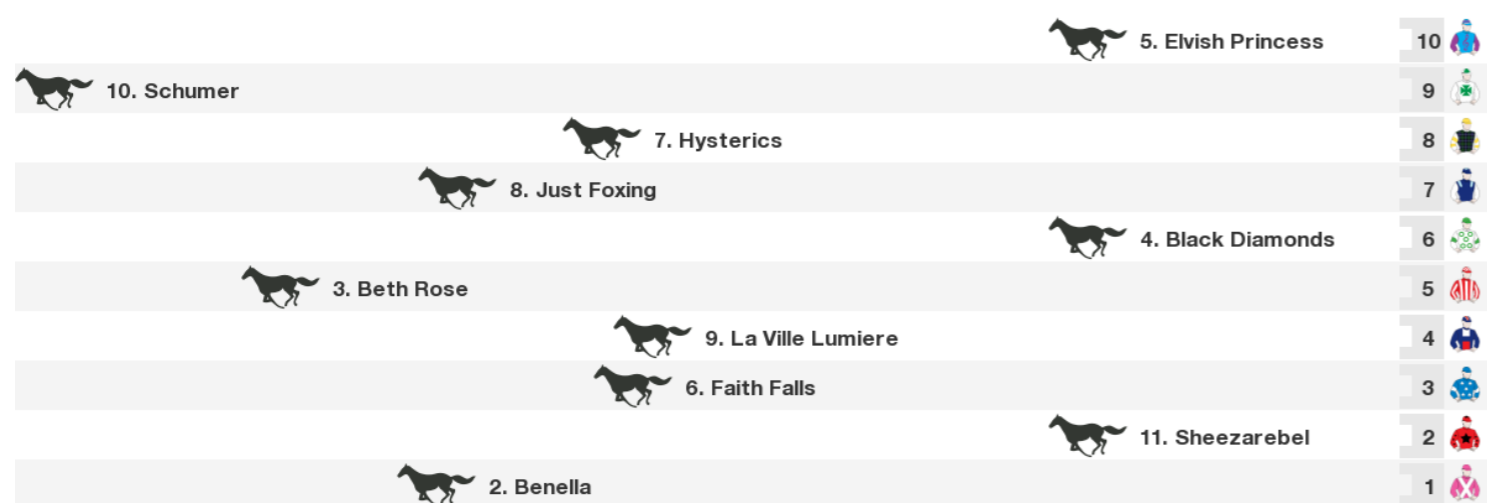 5. Elvish Princess 10
10. Schumer 9
7. Hysterics 8
8. Just Foxing 7
4. Black Diamonds 6
3. Beth Rose 5
9. La Ville Lumiere 4
6. Faith Falls 3
11. Sheezarebel 2
2. Benella 1